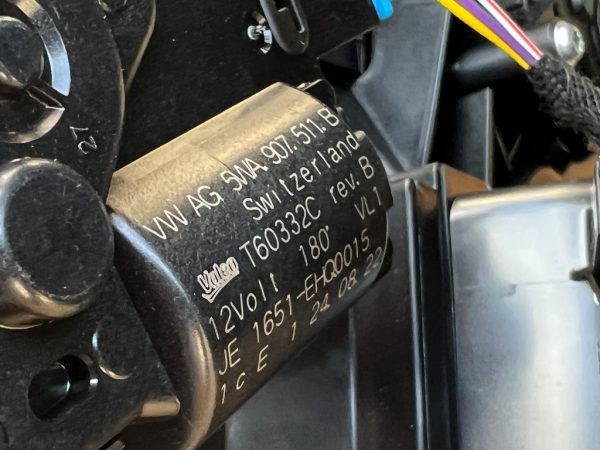 27
VW AG 5NA.907.511.B
Switzerland
Valeo T60332C rev. B
12Volt 180° VL1
JE 1651-EHQ0015
1 c E 1 24.08.22